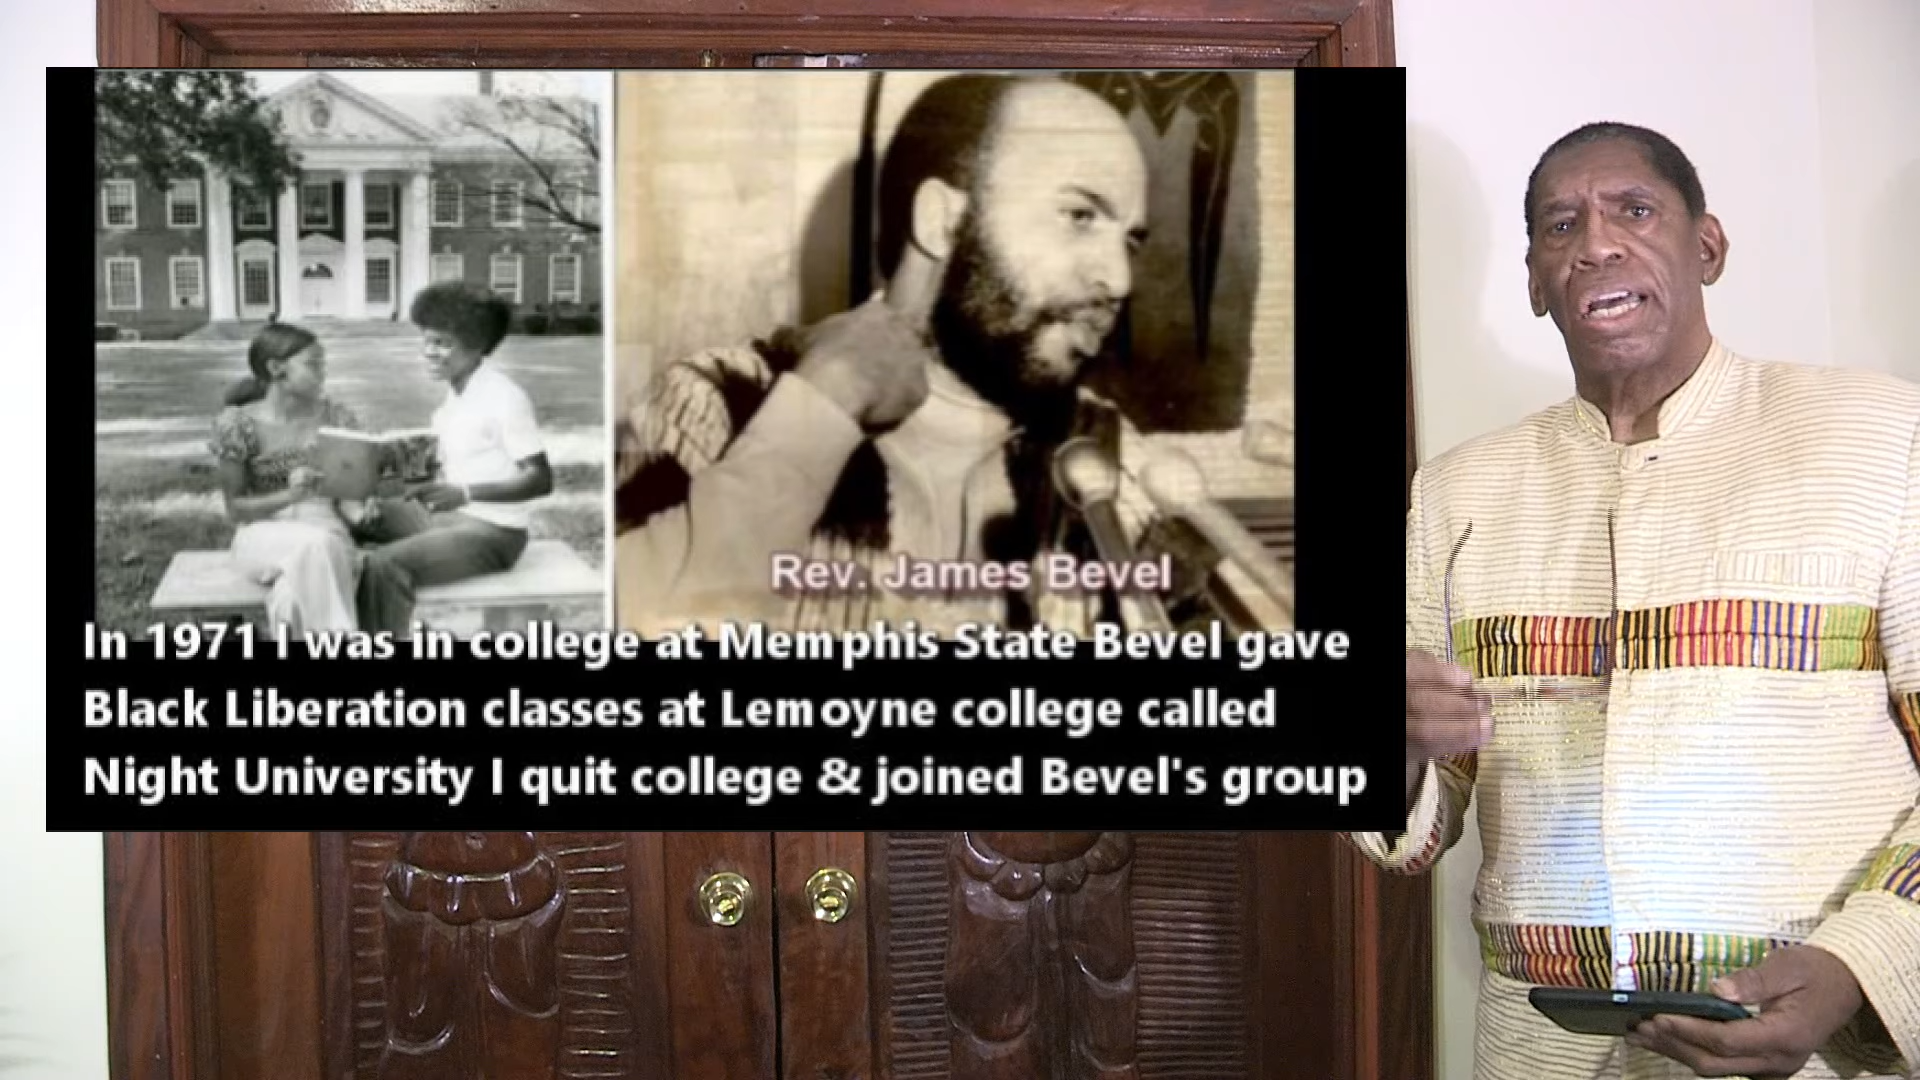 Rev. James Bevel
In 1971 I was in college at Memphis State Bevel gave
Black Liberation classes at Lemoyne college called
Night University I quit college & joined Bevel's group